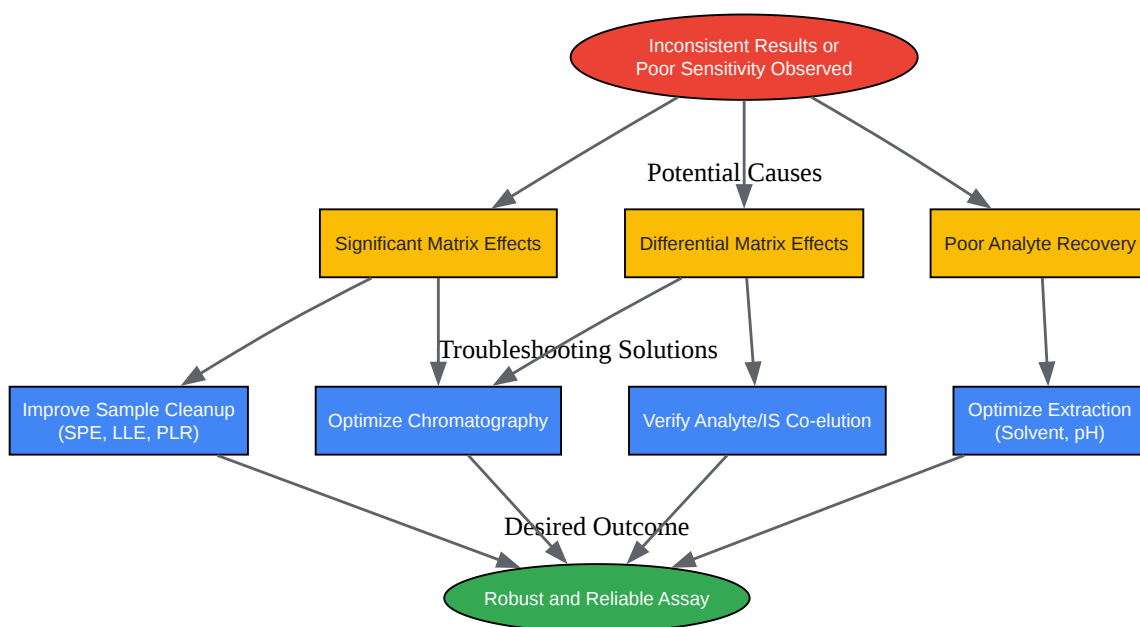 Inconsistent Results or
Poor Sensitivity Observed
Potential Causes
Significant Matrix Effects
Differential Matrix Effects
Poor Analyte Recovery
Troubleshooting Solutions
Improve Sample Cleanup
(SPE, LLE, PLR)
Optimize Chromatography
Verify Analyte/IS Co-elution
Optimize Extraction
(Solvent, pH)
Desired Outcome
Robust and Reliable Assay